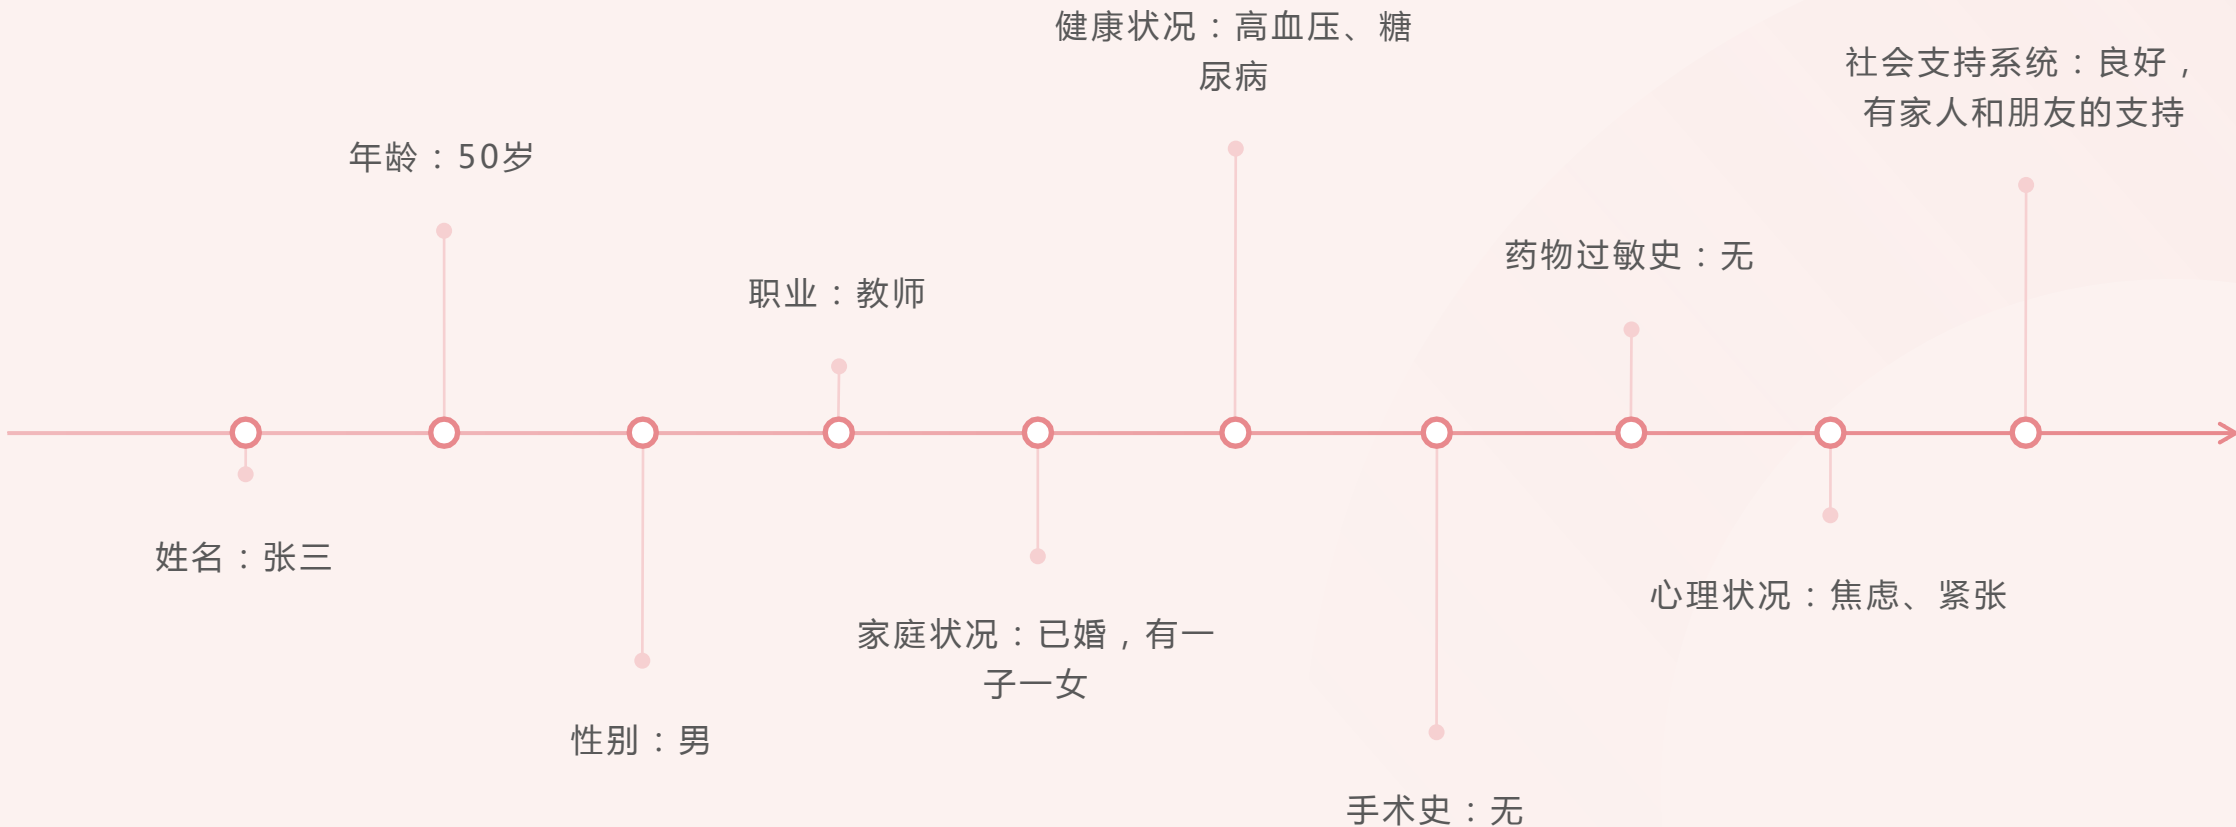 姓名：张三
年龄：50岁
性别：男
职业：教师
家庭状况：已婚，有一
子一女
健康状况：高血压、糖
尿病
手术史：无
药物过敏史：无
心理状况：焦虑、紧张
社会支持系统：良好，
有家人和朋友的支持